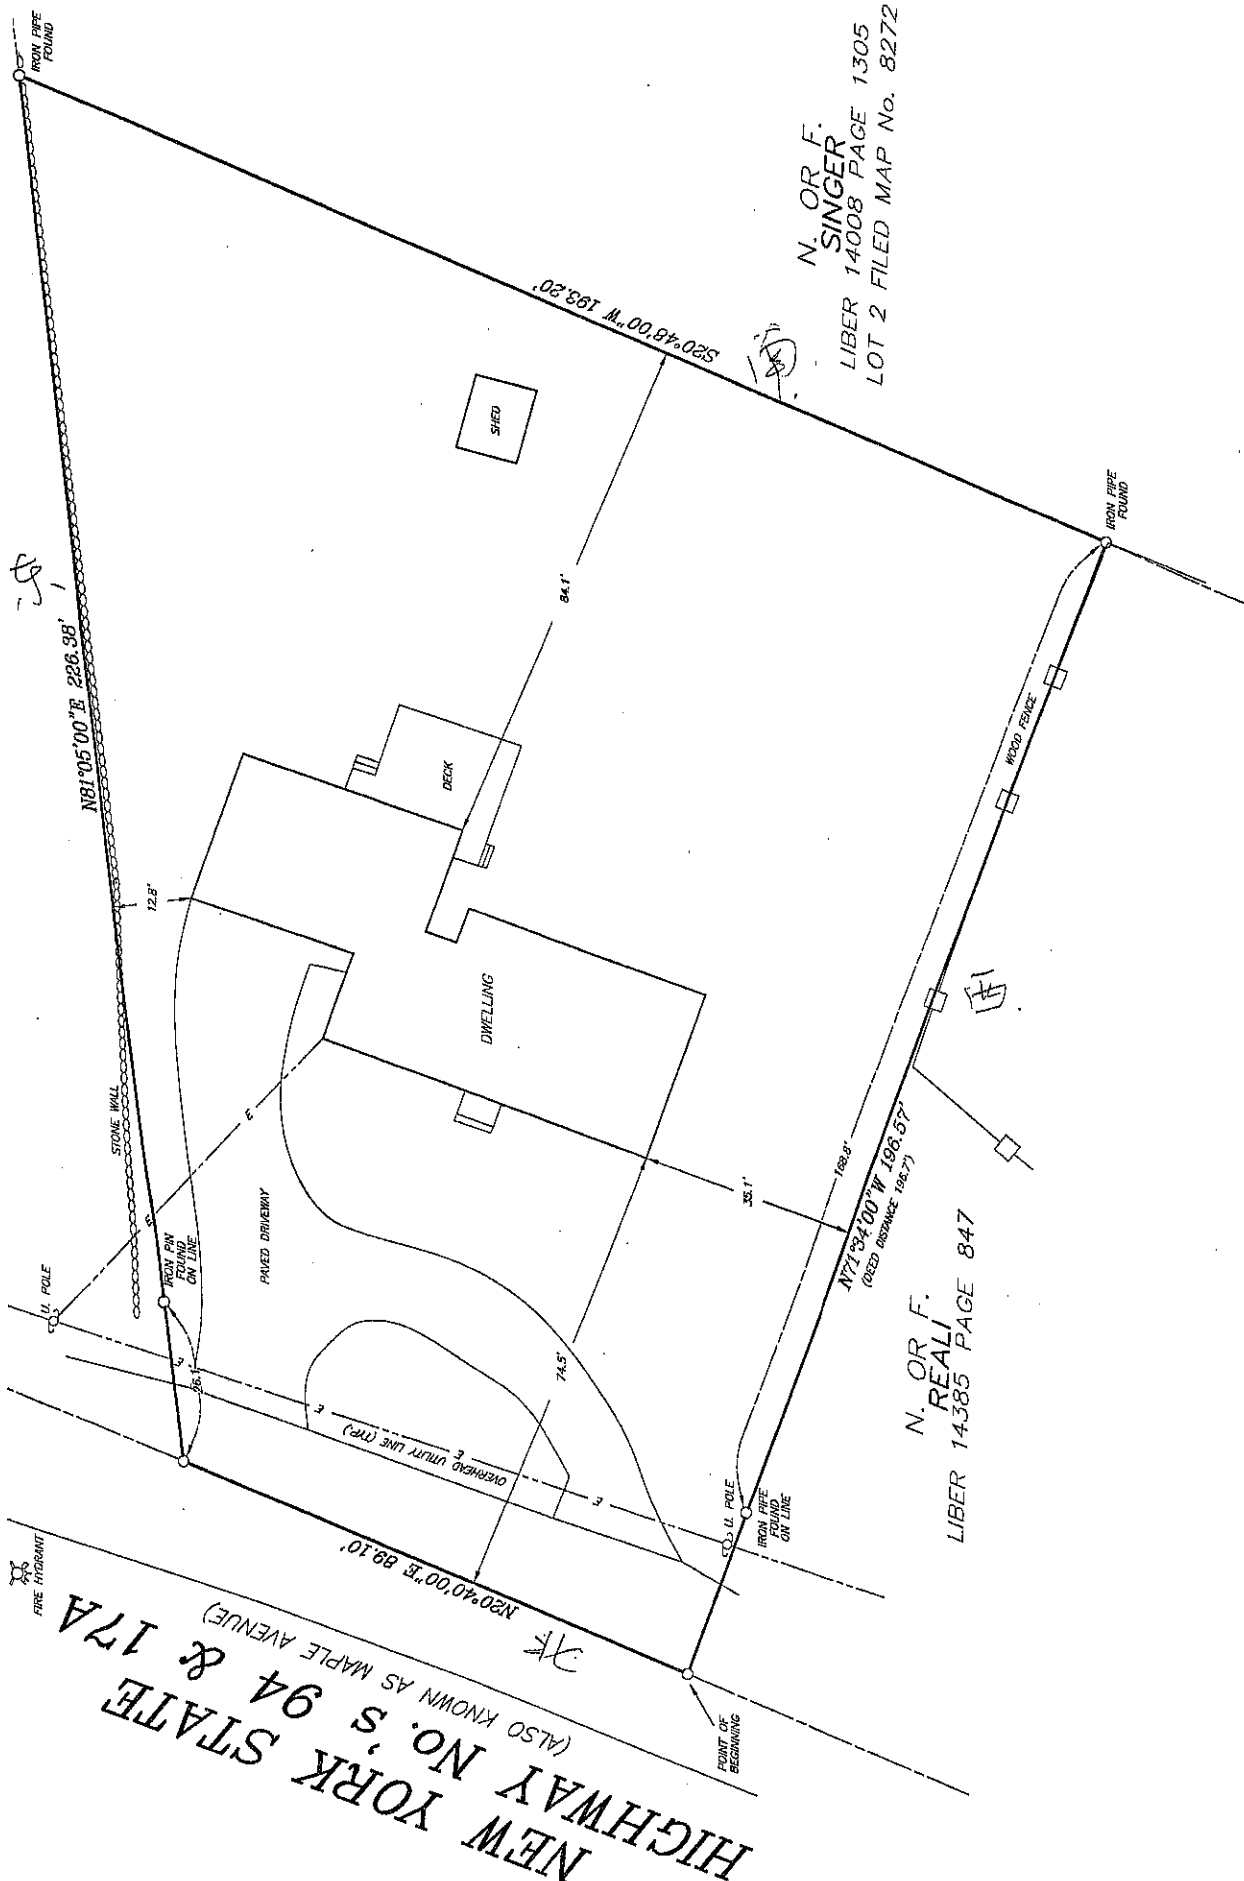 IRON PIPE
FOUND
N. OR F.
SINGER
LIBER 14008 PAGE 1305
LOT 2 FILED MAP No. 8272
S20°48'00"W 193.20'
SHED
84.1'
N81°05'00"E 226.38'
12.8'
DECK
DWELLING
STONE WALL
IRON PIPE
FOUND
WOOD FENCE
168.8'
35.1'
N71°34'00"W 196.57'
(DEED DISTANCE 196.7')
N. OR F.
REALI
LIBER 14385 PAGE 847
U. POLE
E
E
IRON PIN
FOUND
ON LINE
PAVED DRIVEWAY
26.1'
74.5'
E
E
E
E
OVERHEAD UTILITY LINE (TYP.)
U. POLE
IRON PIPE
FOUND
ON LINE
N20°40'00"E 89.10'
FIRE HYDRANT
POINT OF
BEGINNING
NEW YORK STATE
HIGHWAY No.'s 94 & 17A
(ALSO KNOWN AS MAPLE AVENUE)